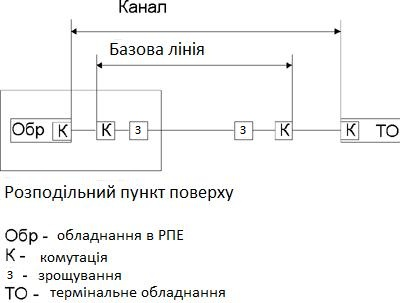 Канал
Базова лінія
Обр К К З З К К ТО
Розподільний пункт поверху
Обр - обладнання в РПЕ
К - комутація
з - зрощування
ТО - термінальне обладнання